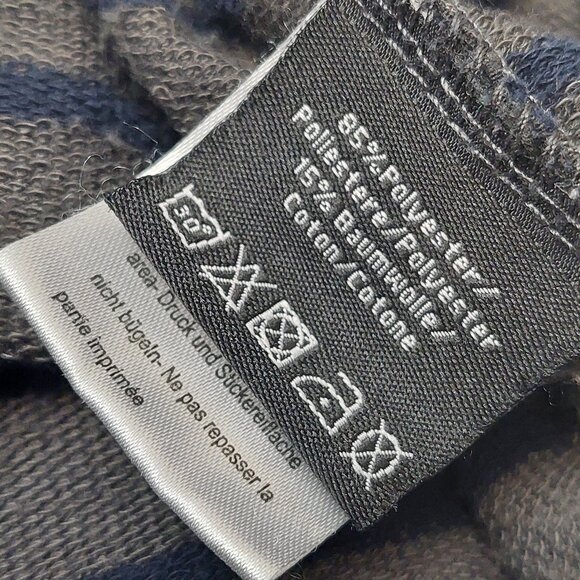 85%Polyester/
Poliestere/Polyester
15% Baumwolle/
Coton/Cotone
30°
area- Druck und Stickereifläche
nicht bügeln- Ne pas repasser la
partie imprimée